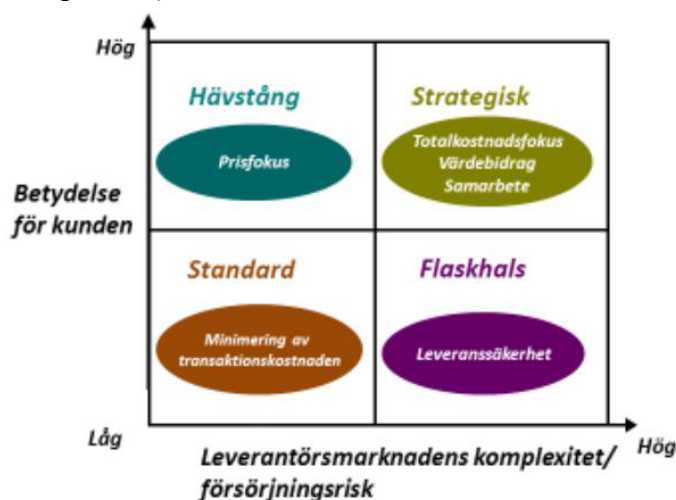 Hög
Hävstång
Strategisk
Prisfokus
Totalkostnadsfokus
Värdebidrag
Samarbete
Betydelse
för kunden
Standard
Flaskhals
Minimering av
transaktionskostnaden
Leveranssäkerhet
Låg
Hög
Leverantörsmarknadens komplexitet/
försörjningsrisk